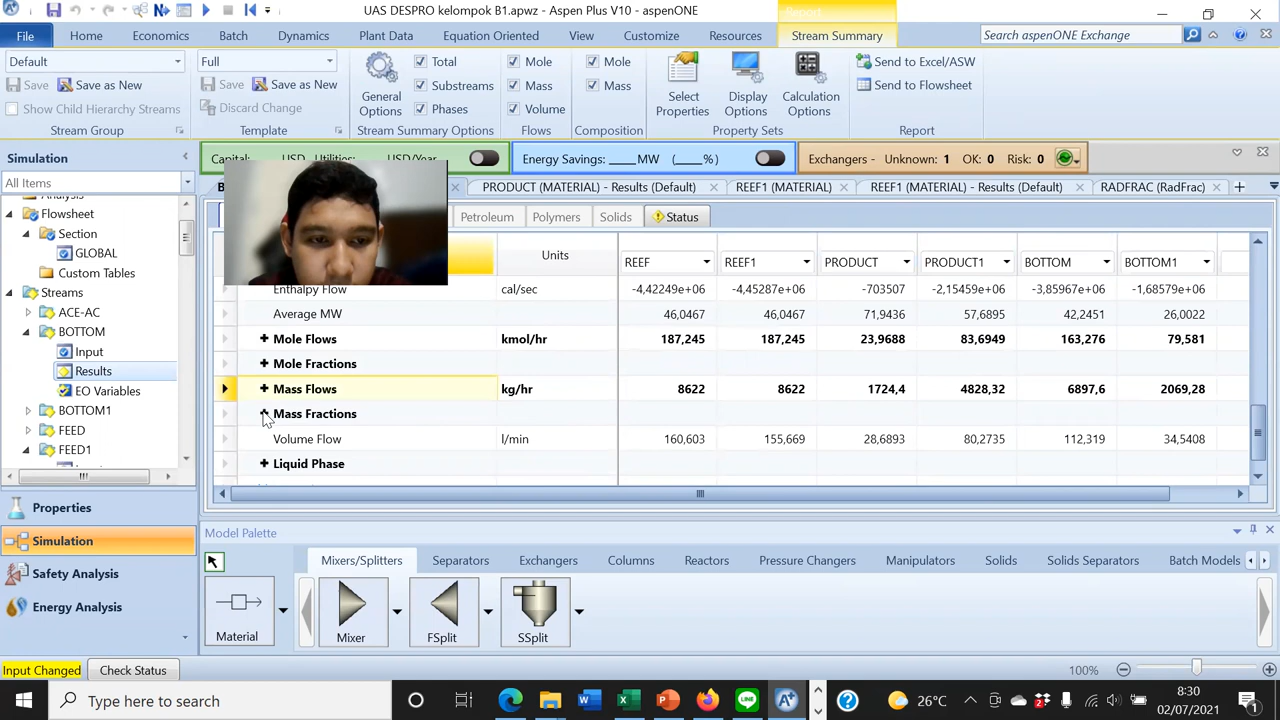 UAS DESPRO kelompok B1.apwz - Aspen Plus V10 - aspenONE
Report
File Home Economics Batch Dynamics Plant Data Equation Oriented View Customize Resources Stream Summary Search aspenONE Exchange
Default Full
Save Save as New Save Save as New
Show Child Hierarchy Streams Discard Change
Stream Group Template
General Options
Total
Substreams
Phases
Stream Summary Options
Mole
Mass
Volume
Flows
Mole
Mass
Composition
Select Properties
Display Options
Calculation Options
Property Sets
Send to Excel/ASW
Send to Flowsheet
Report
Simulation
All Items
Capital: USD Utilities: USD/Year Energy Savings: ____ MW (____%) Exchangers - Unknown: 1 OK: 0 Risk: 0
PRODUCT (MATERIAL) - Results (Default) REEF1 (MATERIAL) REEF1 (MATERIAL) - Results (Default) RADFRAC (RadFrac)
Petroleum Polymers Solids Status
Flowsheet
Section
GLOBAL
Custom Tables
Streams
ACE-AC
BOTTOM
Input
Results
EO Variables
BOTTOM1
FEED
FEED1
Units REEF REEF1 PRODUCT PRODUCT1 BOTTOM BOTTOM1
Enthalpy Flow cal/sec -4,42249e+06 -4,45287e+06 -703507 -2,15459e+06 -3,85967e+06 -1,68579e+06
Average MW 46,0467 46,0467 71,9436 57,6895 42,2451 26,0022
Mole Flows kmol/hr 187,245 187,245 23,9688 83,6949 163,276 79,581
Mole Fractions
Mass Flows kg/hr 8622 8622 1724,4 4828,32 6897,6 2069,28
Mass Fractions
Volume Flow l/min 160,603 155,669 28,6893 80,2735 112,319 34,5408
Liquid Phase
Properties
Simulation
Safety Analysis
Energy Analysis
Model Palette
Mixers/Splitters Separators Exchangers Columns Reactors Pressure Changers Manipulators Solids Solids Separators Batch Models
Material Mixer FSplit SSplit
Input Changed Check Status 100%
Type here to search 26°C 8:30
02/07/2021